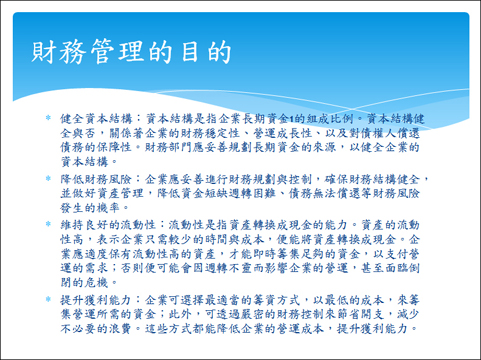 財務管理的目的
* 健全資本結構：資本結構是指企業長期資金1的組成比例。資本結構健
全與否，關係著企業的財務穩定性、營運成長性、以及對債權人償還
債務的保障性。財務部門應妥善規劃長期資金的來源，以健全企業的
資本結構。
* 降低財務風險：企業應妥善進行財務規劃與控制，確保財務結構健全，
並做好資產管理，降低資金短缺週轉困難、債務無法償還等財務風險
發生的機率。
* 維持良好的流動性：流動性是指資產轉換成現金的能力。資產的流動
性高，表示企業只需較少的時間與成本，便能將資產轉換成現金。企
業應適度保有流動性高的資產，才能即時籌集足夠的資金，以支付營
運的需求；否則便可能會因週轉不靈而影響企業的營運，甚至面臨倒
閉的危機。
* 提升獲利能力：企業可選擇最適當的籌資方式，以最低的成本，來籌
集營運所需的資金；此外，可透過嚴密的財務控制來節省開支，減少
不必要的浪費。這些方式都能降低企業的營運成本，提升獲利能力。